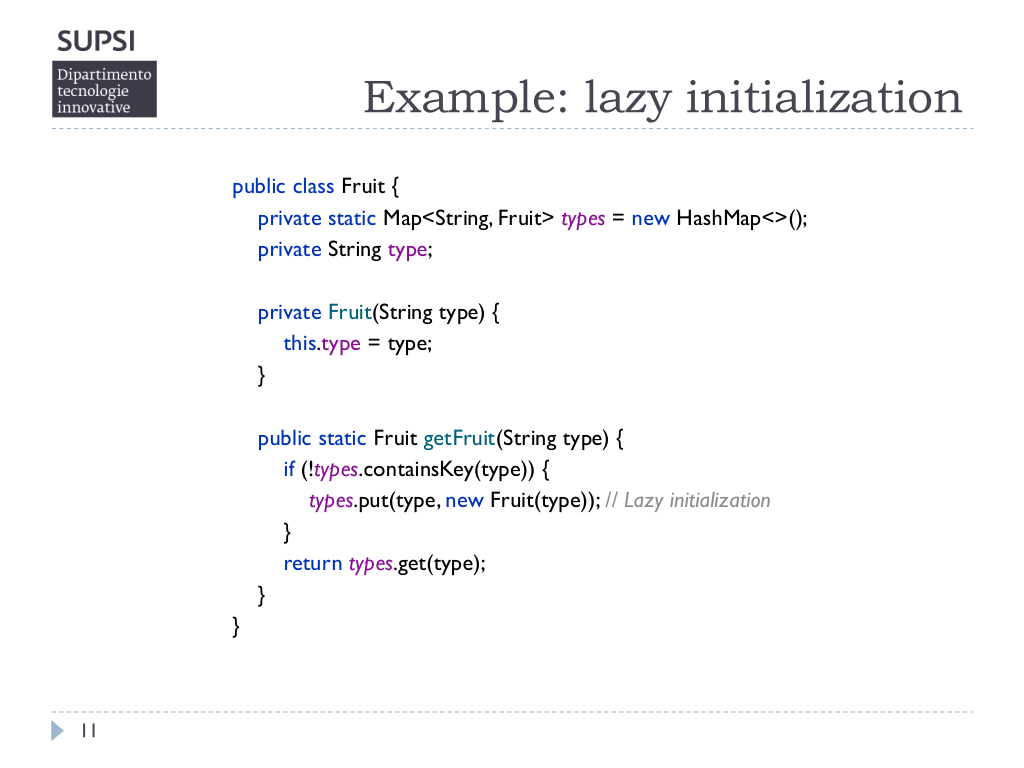 SUPSI
Dipartimento
tecnologie
innovative
Example: lazy initialization
public class Fruit {
private static Map<String, Fruit> types = new HashMap<>();
private String type;
private Fruit(String type) {
this.type = type;
}
public static Fruit getFruit(String type) {
if (!types.containsKey(type)) {
types.put(type, new Fruit(type)); // Lazy initialization
}
return types.get(type);
}
}
11